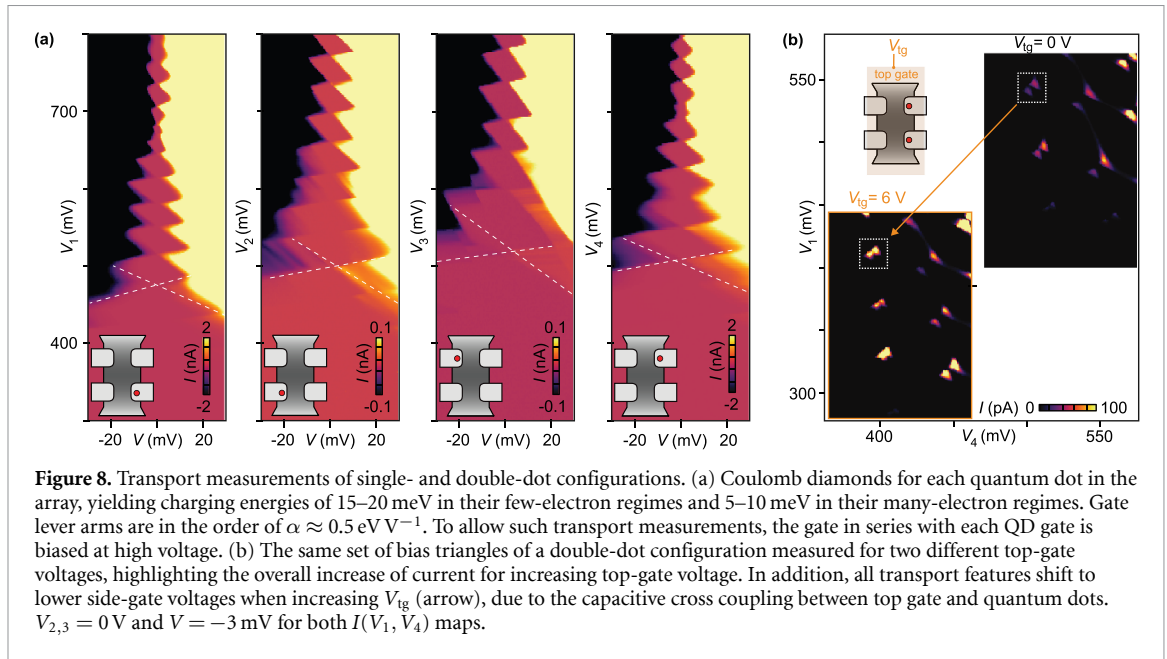 (a)
V1 (mV)
700
400
-20 V (mV) 20
I (nA)
2
-2
V2 (mV)
-20 V (mV) 20
I (nA)
0.1
-0.1
V3 (mV)
-20 V (mV) 20
I (nA)
0.1
-0.1
V4 (mV)
-20 V (mV) 20
I (nA)
2
-2
(b)
Vtg
top gate
Vtg= 0 V
550
V1 (mV)
Vtg= 6 V
300
I (pA) 0 100
400 V4 (mV) 550
Figure 8. Transport measurements of single- and double-dot configurations. (a) Coulomb diamonds for each quantum dot in the
array, yielding charging energies of 15–20 meV in their few-electron regimes and 5–10 meV in their many-electron regimes. Gate
lever arms are in the order of α ≈ 0.5 eV V−1. To allow such transport measurements, the gate in series with each QD gate is
biased at high voltage. (b) The same set of bias triangles of a double-dot configuration measured for two different top-gate
voltages, highlighting the overall increase of current for increasing top-gate voltage. In addition, all transport features shift to
lower side-gate voltages when increasing Vtg (arrow), due to the capacitive cross coupling between top gate and quantum dots.
V2,3 = 0 V and V = −3 mV for both I(V1, V4) maps.